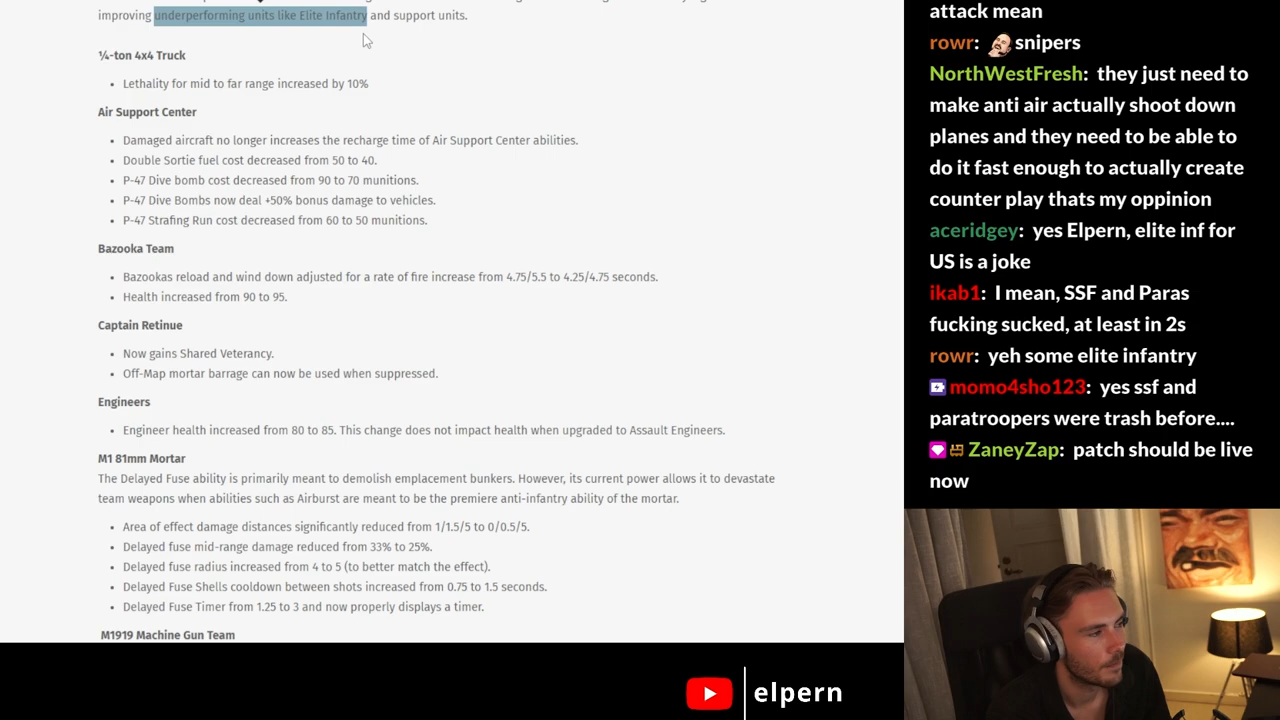 improving underperforming units like Elite Infantry and support units.
¼-ton 4x4 Truck
• Lethality for mid to far range increased by 10%
Air Support Center
• Damaged aircraft no longer increases the recharge time of Air Support Center abilities.
• Double Sortie fuel cost decreased from 50 to 40.
• P-47 Dive bomb cost decreased from 90 to 70 munitions.
• P-47 Dive Bombs now deal +50% bonus damage to vehicles.
• P-47 Strafing Run cost decreased from 60 to 50 munitions.
Bazooka Team
• Bazookas reload and wind down adjusted for a rate of fire increase from 4.75/5.5 to 4.25/4.75 seconds.
• Health increased from 90 to 95.
Captain Retinue
• Now gains Shared Veterancy.
• Off-Map mortar barrage can now be used when suppressed.
Engineers
• Engineer health increased from 80 to 85. This change does not impact health when upgraded to Assault Engineers.
M1 81mm Mortar
The Delayed Fuse ability is primarily meant to demolish emplacement bunkers. However, its current power allows it to devastate
team weapons when abilities such as Airburst are meant to be the premiere anti-infantry ability of the mortar.
• Area of effect damage distances significantly reduced from 1/1.5/5 to 0/0.5/5.
• Delayed fuse mid-range damage reduced from 33% to 25%.
• Delayed fuse radius increased from 4 to 5 (to better match the effect).
• Delayed Fuse Shells cooldown between shots increased from 0.75 to 1.5 seconds.
• Delayed Fuse Timer from 1.25 to 3 and now properly displays a timer.
M1919 Machine Gun Team
attack mean
rowr: snipers
NorthWestFresh: they just need to
make anti air actually shoot down
planes and they need to be able to
do it fast enough to actually create
counter play thats my oppinion
aceridgey: yes Elpern, elite inf for
US is a joke
ikab1: I mean, SSF and Paras
fucking sucked, at least in 2s
rowr: yeh some elite infantry
momo4sho123: yes ssf and
paratroopers were trash before....
ZaneyZap: patch should be live
now
elpern